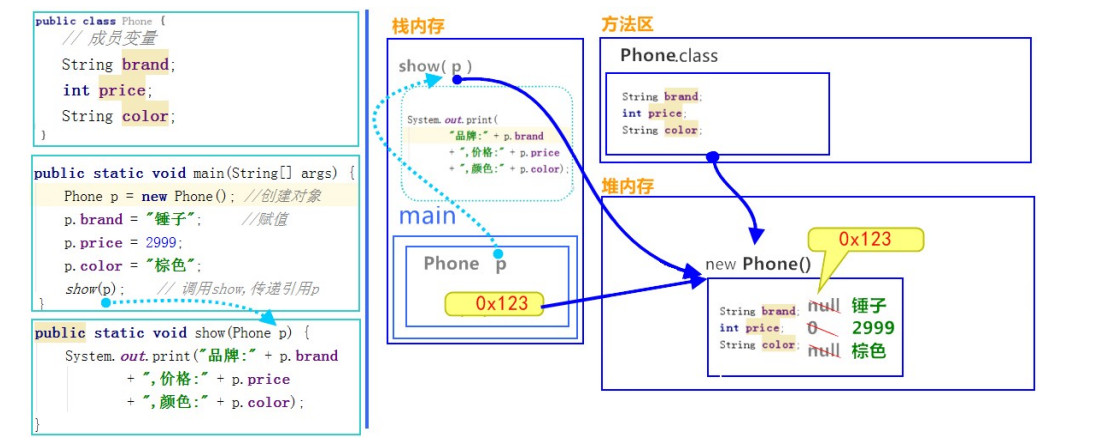 public class Phone {
// 成员变量
String brand;
int price;
String color;
}
public static void main(String[] args) {
Phone p = new Phone(); //创建对象
p.brand = "锤子"; //赋值
p.price = 2999;
p.color = "棕色";
show(p); // 调用show,传递引用p
}
public static void show(Phone p) {
System.out.print("品牌:" + p.brand
+ ",价格:" + p.price
+ ",颜色:" + p.color);
}
栈内存
show( p )
System.out.print(
"品牌:" + p.brand
+ ",价格:" + p.price
+ ",颜色:" + p.color);
main
Phone p
0x123
方法区
Phone.class
String brand;
int price;
String color;
堆内存
0x123
new Phone()
String brand; null 锤子
int price; 0 2999
String color; null 棕色